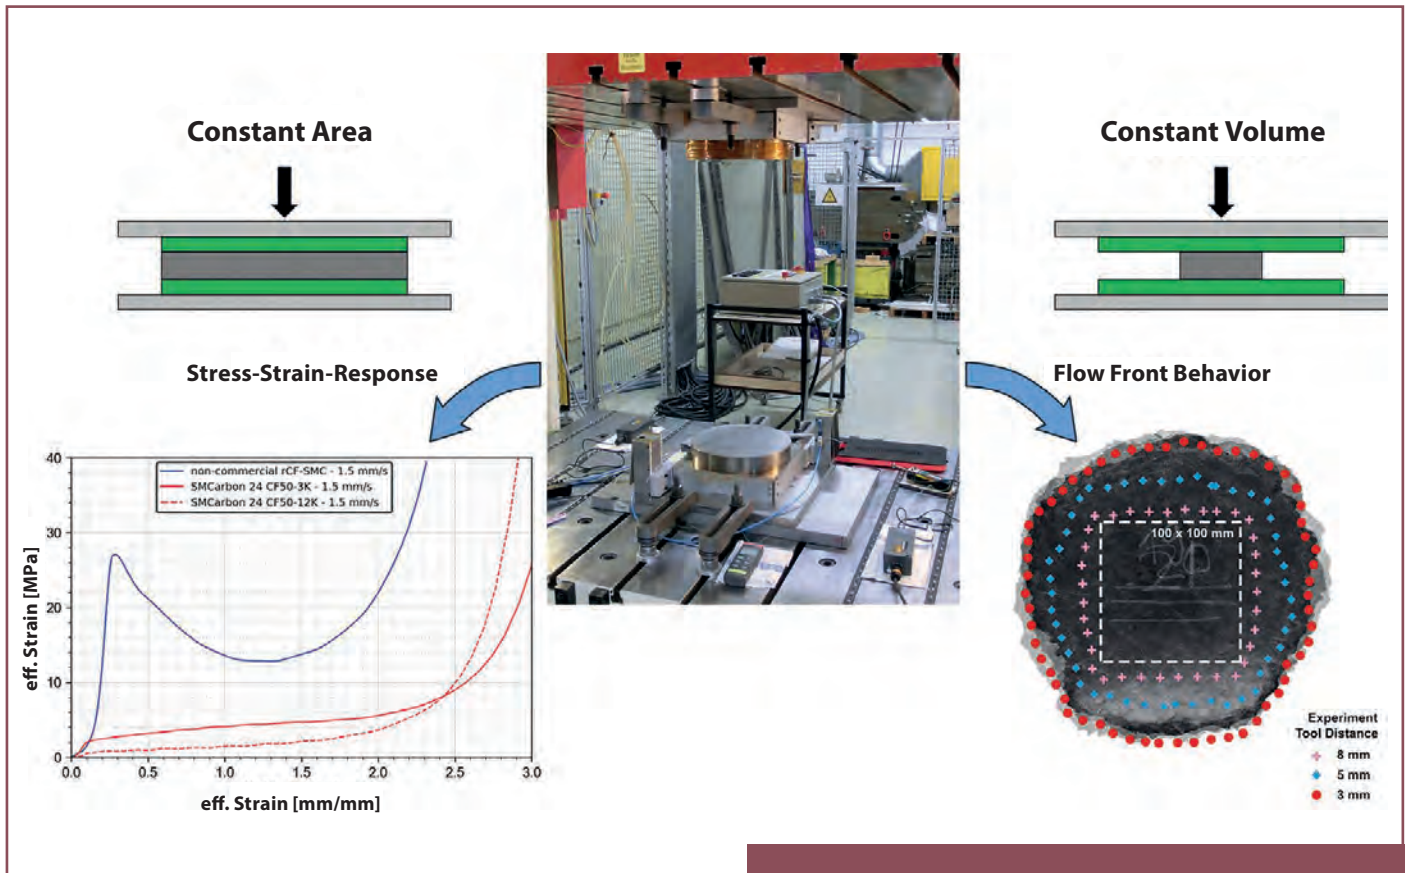 Constant Area
Constant Volume
Stress-Strain-Response
Flow Front Behavior
40
30
20
10
0
eff. Strain [MPa]
non-commercial rCF-SMC - 1.5 mm/s
SMCarbon 24 CF50-3K - 1.5 mm/s
SMCarbon 24 CF50-12K - 1.5 mm/s
0.0 0.5 1.0 1.5 2.0 2.5 3.0
eff. Strain [mm/mm]
100 x 100 mm
Experiment
Tool Distance
8 mm
5 mm
3 mm